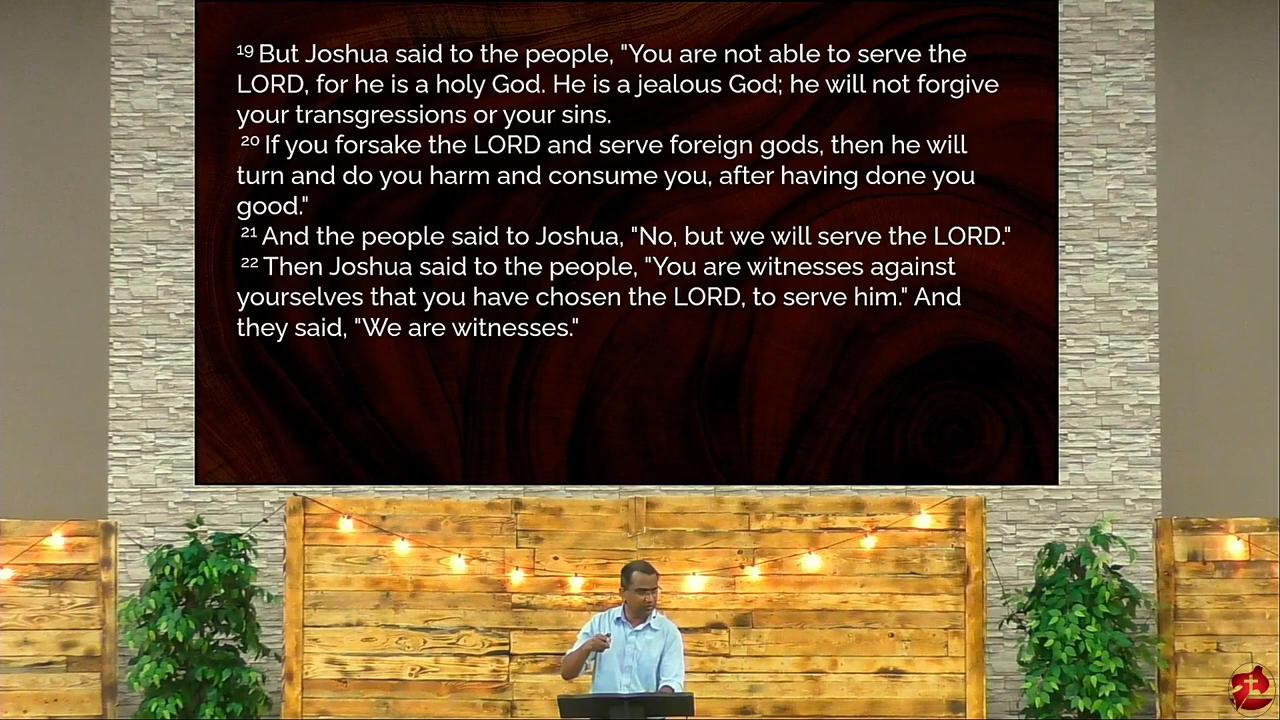 19 But Joshua said to the people, "You are not able to serve the
LORD, for he is a holy God. He is a jealous God; he will not forgive
your transgressions or your sins.
20 If you forsake the LORD and serve foreign gods, then he will
turn and do you harm and consume you, after having done you
good."
21 And the people said to Joshua, "No, but we will serve the LORD."
22 Then Joshua said to the people, "You are witnesses against
yourselves that you have chosen the LORD, to serve him." And
they said, "We are witnesses."